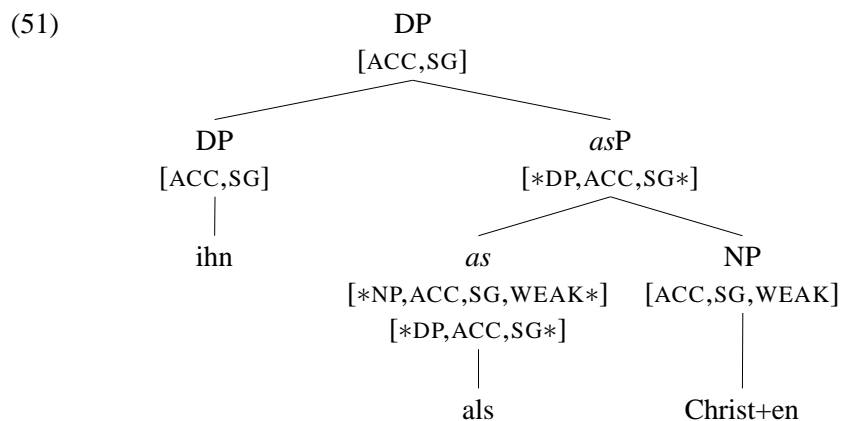 (51) DP
[ACC,SG]
DP asP
[ACC,SG] [∗DP,ACC,SG∗]
ihn as NP
[∗NP,ACC,SG,WEAK∗] [ACC,SG,WEAK]
[∗DP,ACC,SG∗]
als Christ+en